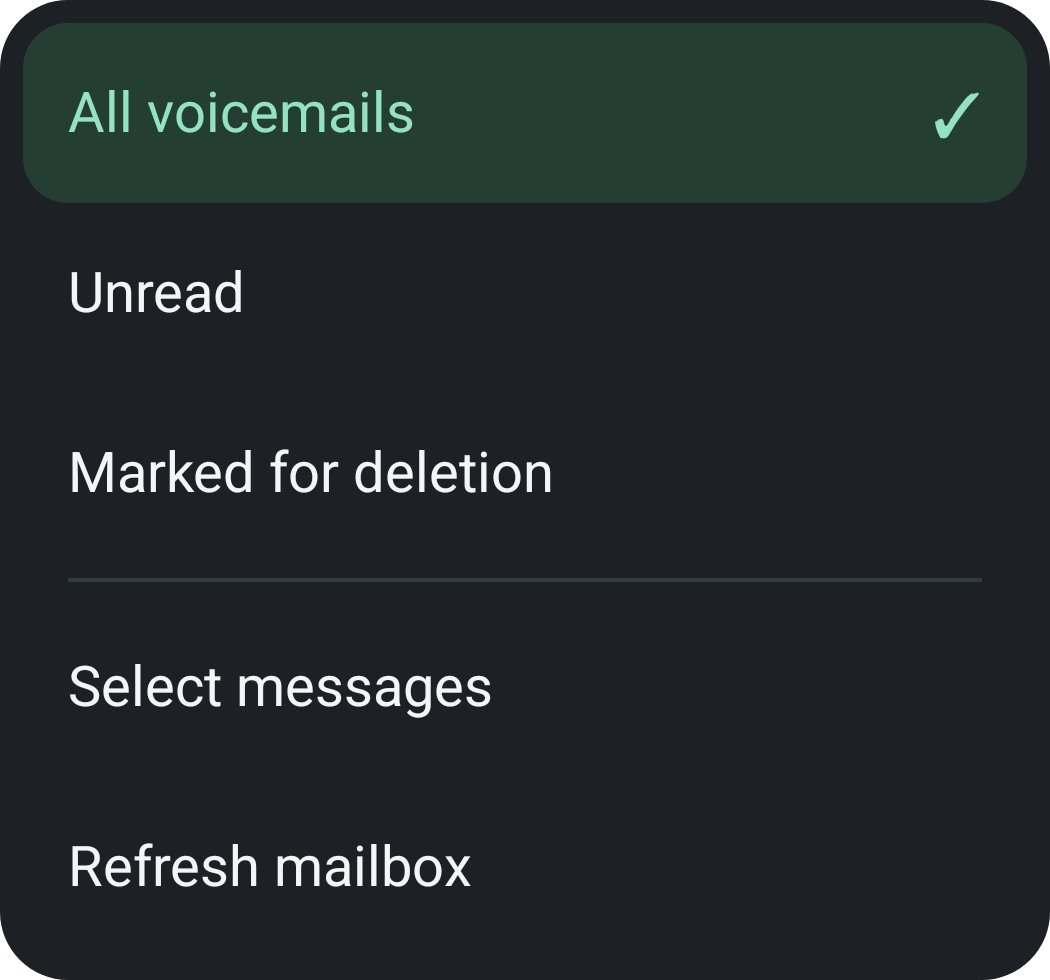 All voicemails ✓
Unread
Marked for deletion
Select messages
Refresh mailbox